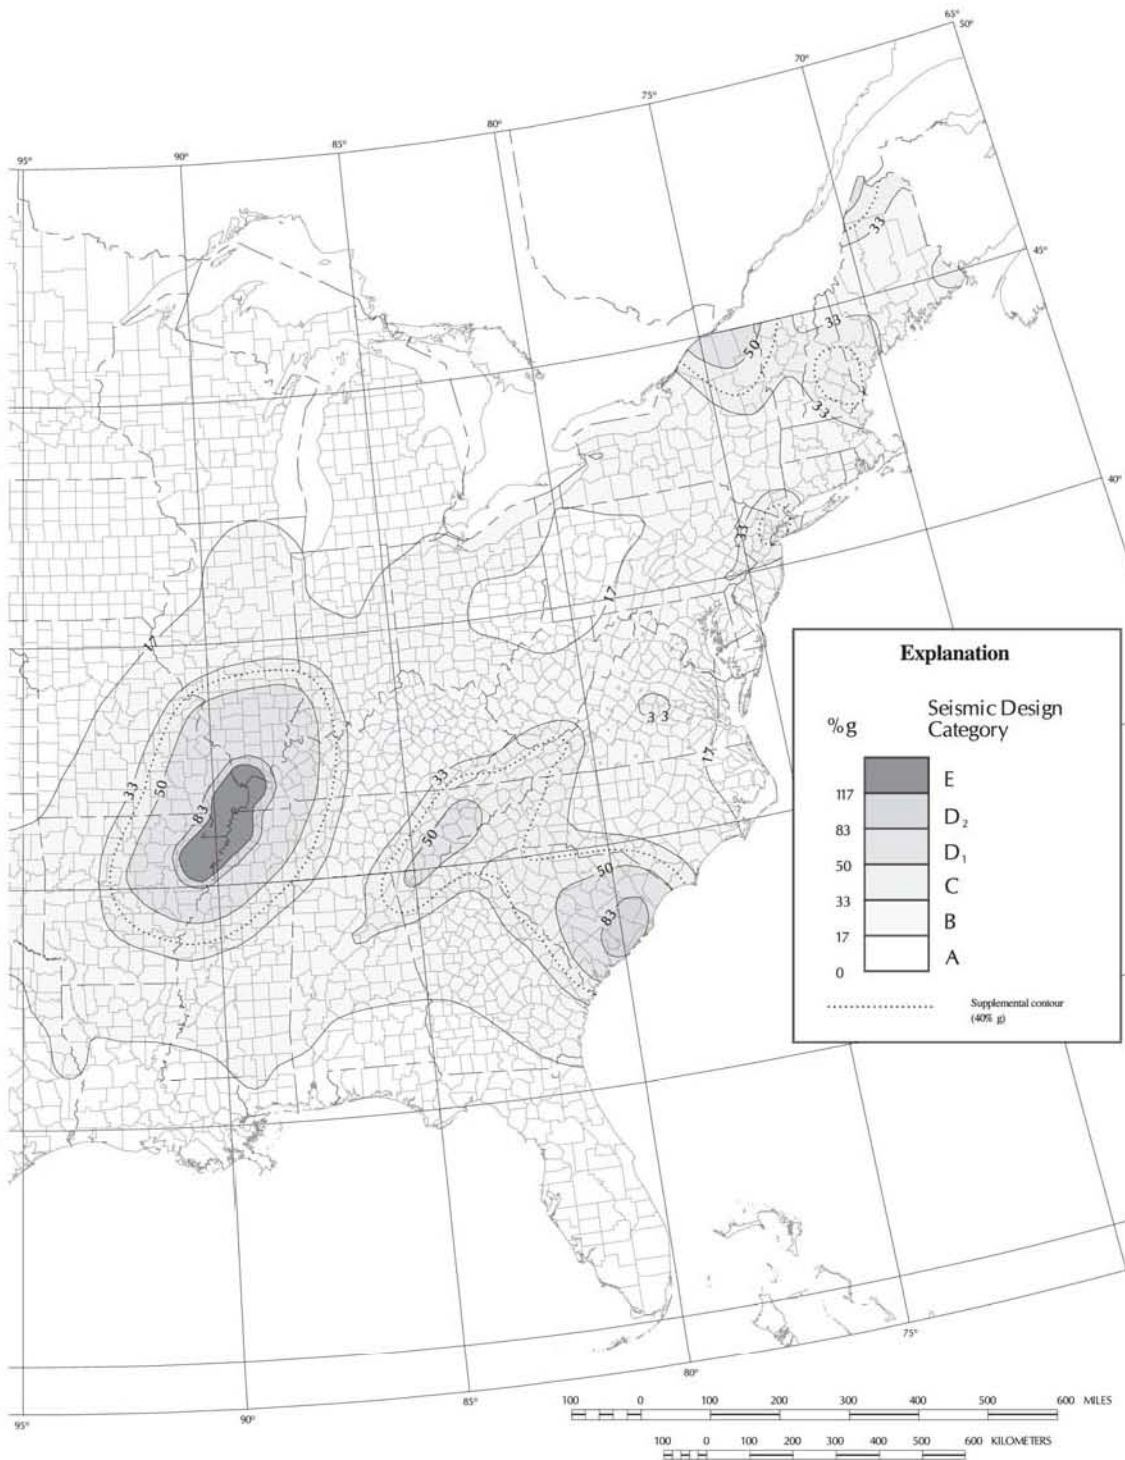 65°
50°
70°
75°
80°
85°
90°
95°
33
45°
33
50
33
40°
33
17
17
33
17
33
50
33
50
83
50
83
Explanation
%g
Seismic Design
Category
E
117
D2
83
D1
50
C
33
B
17
A
0
Supplemental contour
(40% g)
75°
80°
85°
90°
95°
100 0 100 200 300 400 500 600 MILES
100 0 100 200 300 400 500 600 KILOMETERS